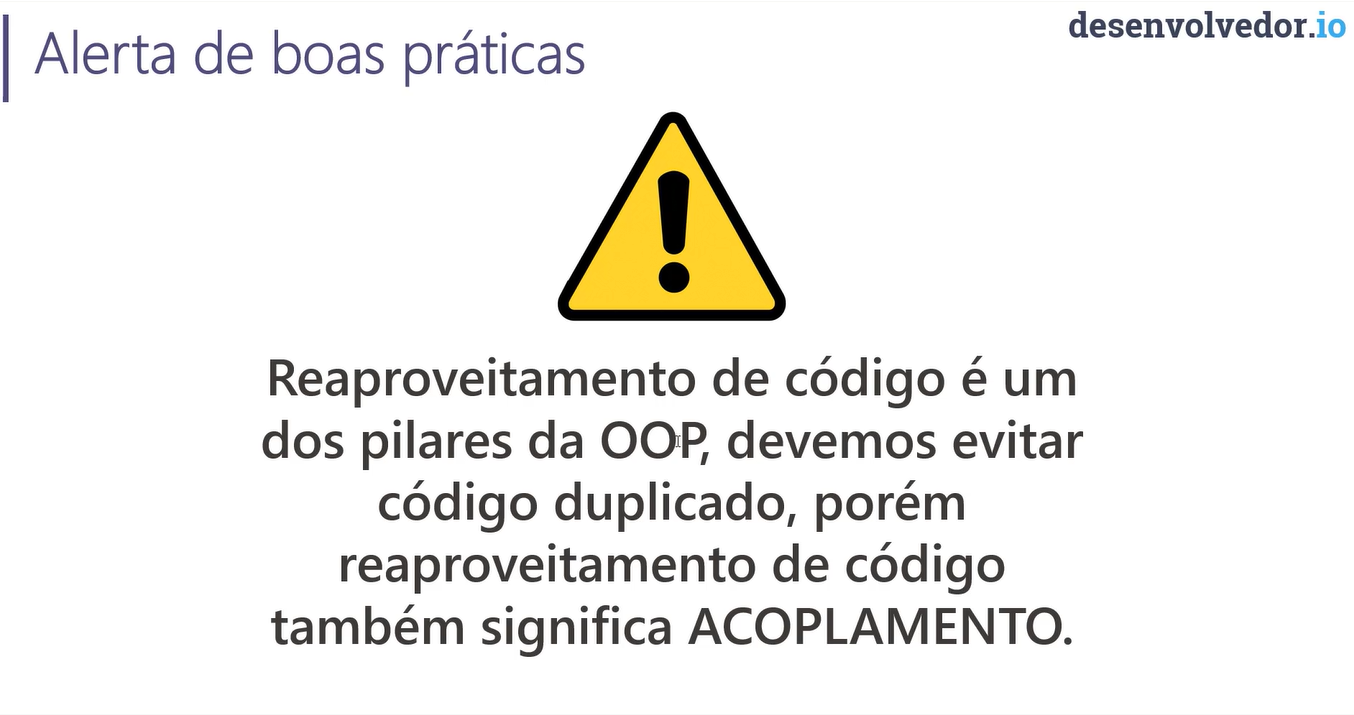 Alerta de boas práticas
desenvolvedor.io
Reaproveitamento de código é um
dos pilares da OOP, devemos evitar
código duplicado, porém
reaproveitamento de código
também significa ACOPLAMENTO.